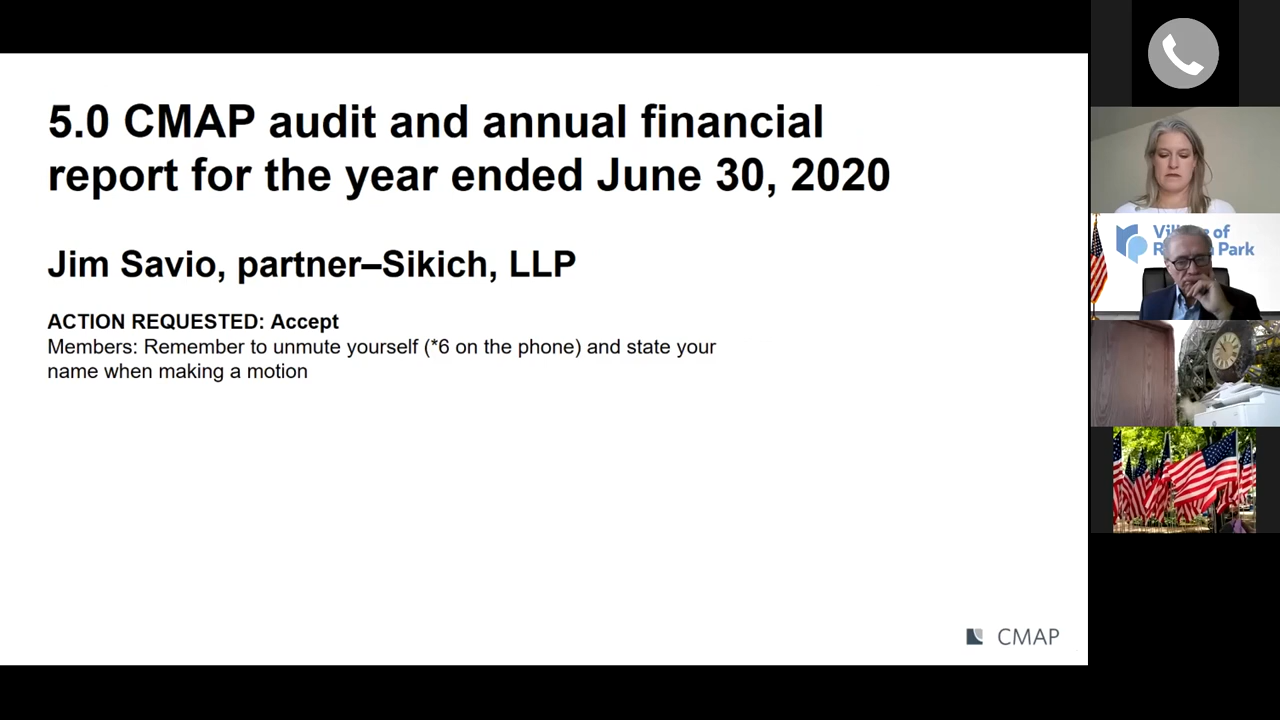 5.0 CMAP audit and annual financial
report for the year ended June 30, 2020
Jim Savio, partner–Sikich, LLP
ACTION REQUESTED: Accept
Members: Remember to unmute yourself (*6 on the phone) and state your
name when making a motion
CMAP
of
Park